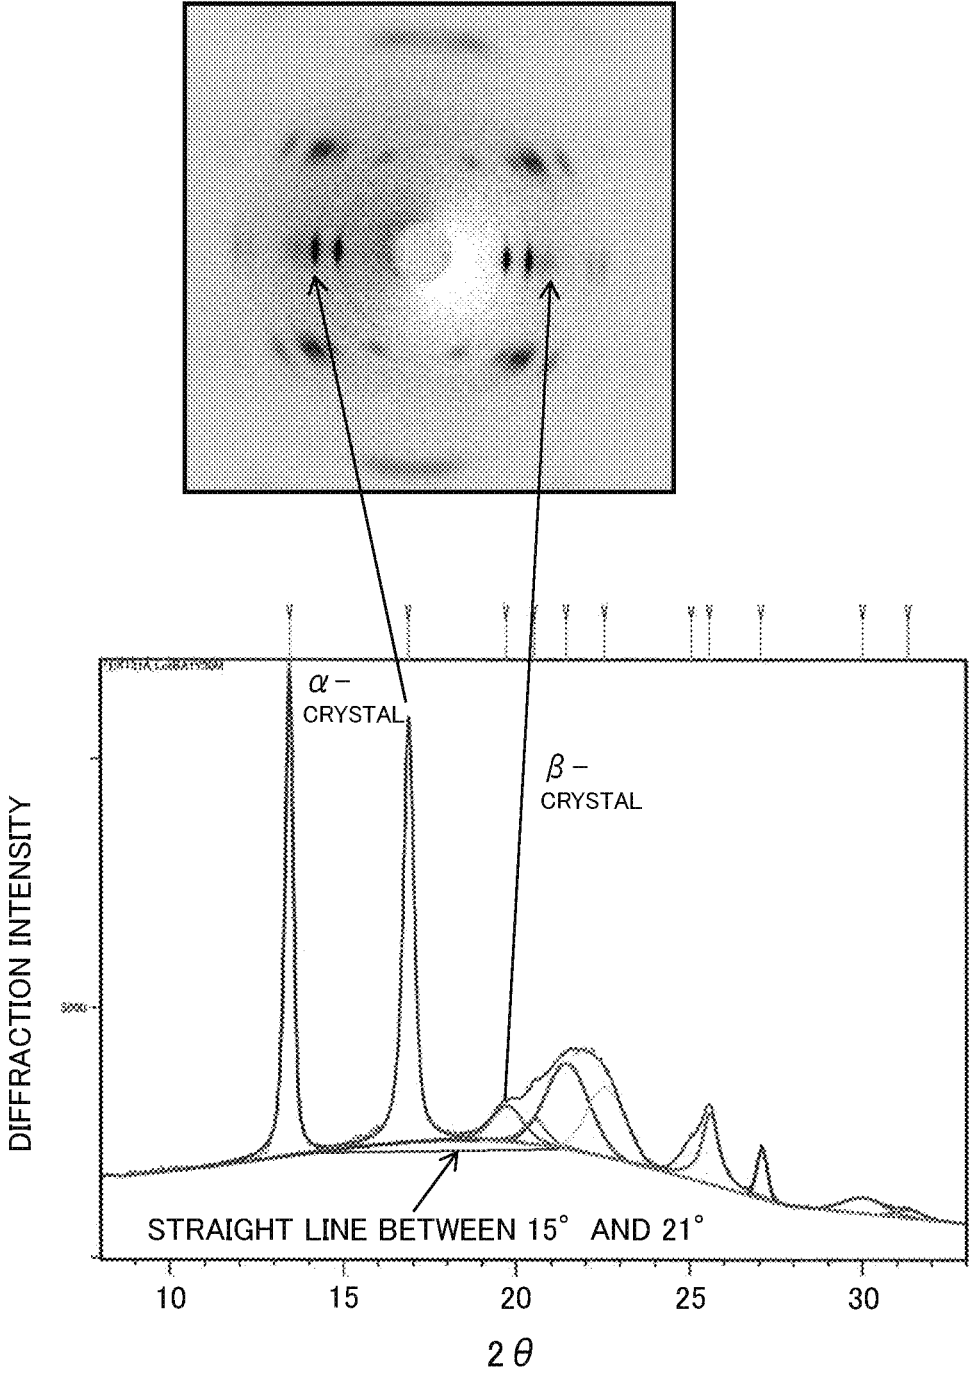 α-
CRYSTAL
β-
CRYSTAL
DIFFRACTION INTENSITY
STRAIGHT LINE BETWEEN 15° AND 21°
10 15 20 25 30
2θ